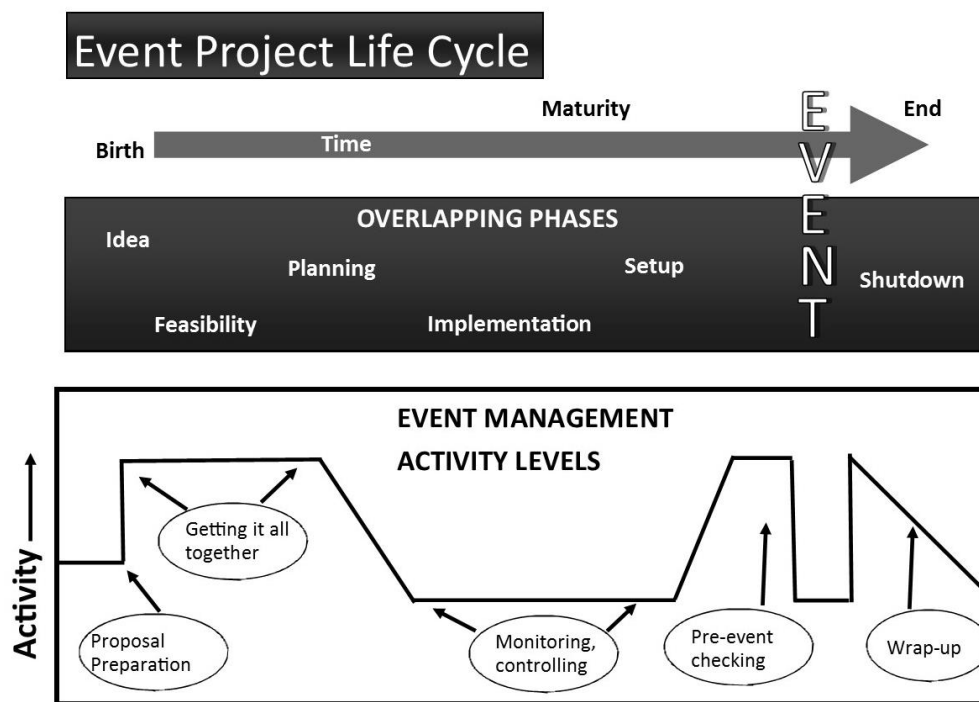 Event Project Life Cycle
Maturity
End
Birth
Time
EVENT
OVERLAPPING PHASES
Idea
Planning
Setup
Shutdown
Feasibility
Implementation
EVENT MANAGEMENT
ACTIVITY LEVELS
Activity
Getting it all
together
Proposal
Preparation
Monitoring,
controlling
Pre-event
checking
Wrap-up